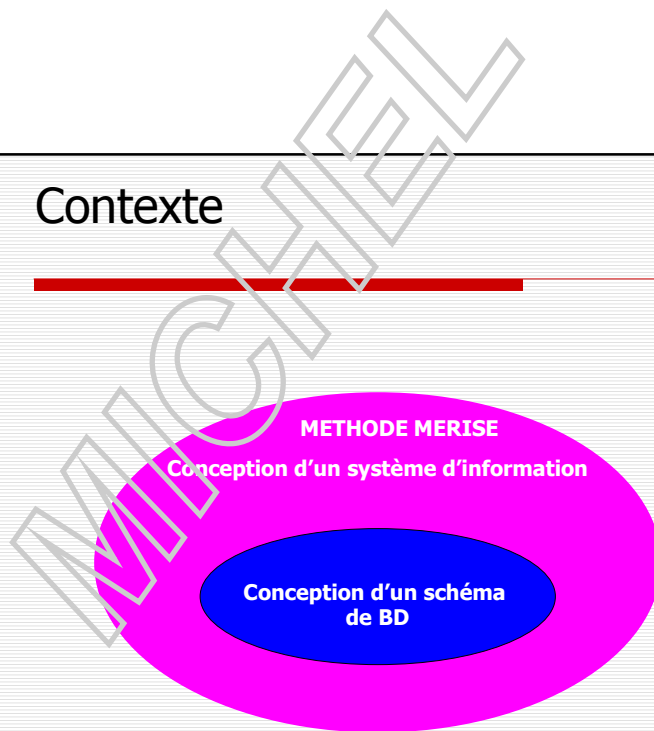 Contexte
METHODE MERISE
Conception d'un système d'information
Conception d'un schéma
de BD
MICHEL